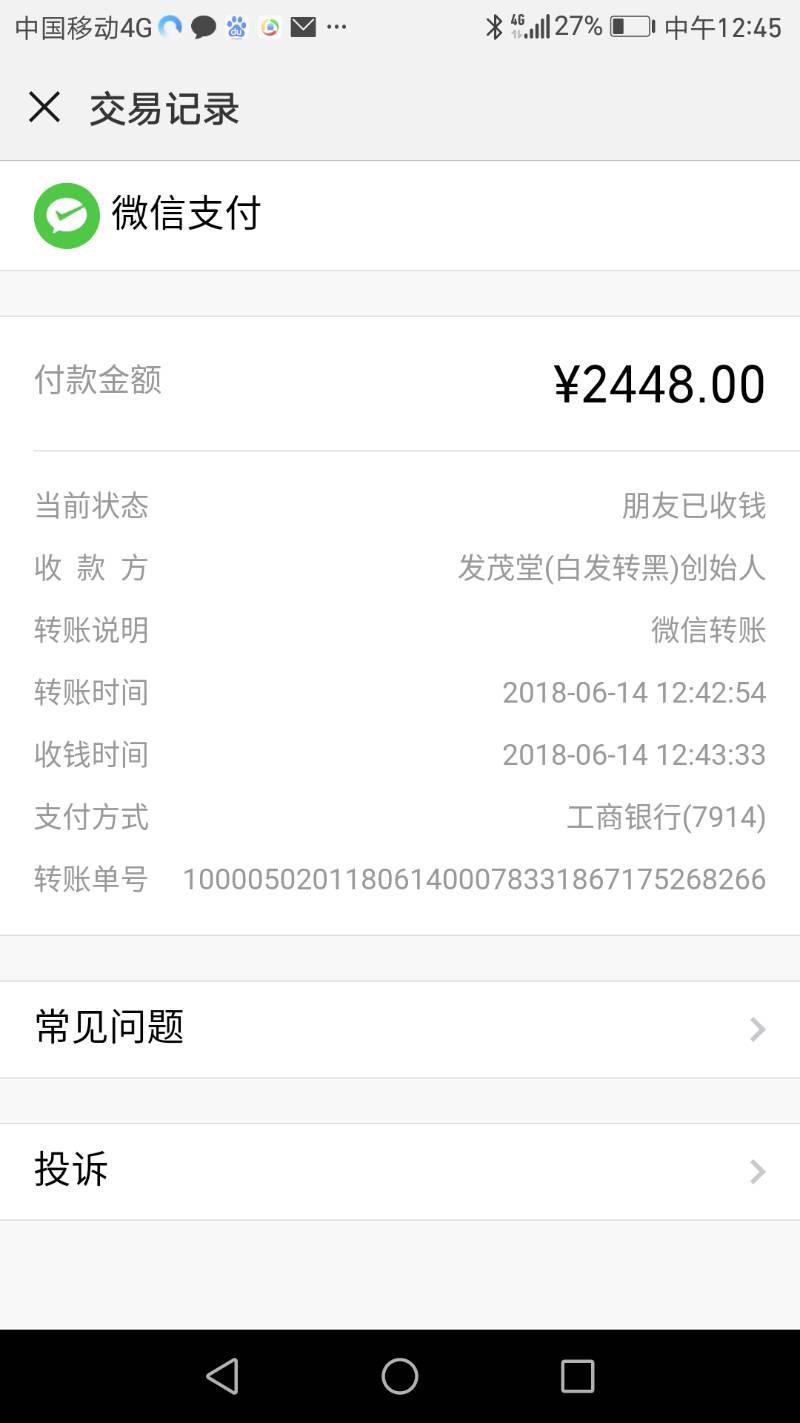 中国移动4G 27% 中午12:45
交易记录
微信支付
付款金额 ¥2448.00
当前状态 朋友已收钱
收款方 发茂堂(白发转黑)创始人
转账说明 微信转账
转账时间 2018-06-14 12:42:54
收钱时间 2018-06-14 12:43:33
支付方式 工商银行(7914)
转账单号 100005020118061400078331867175268266
常见问题
投诉